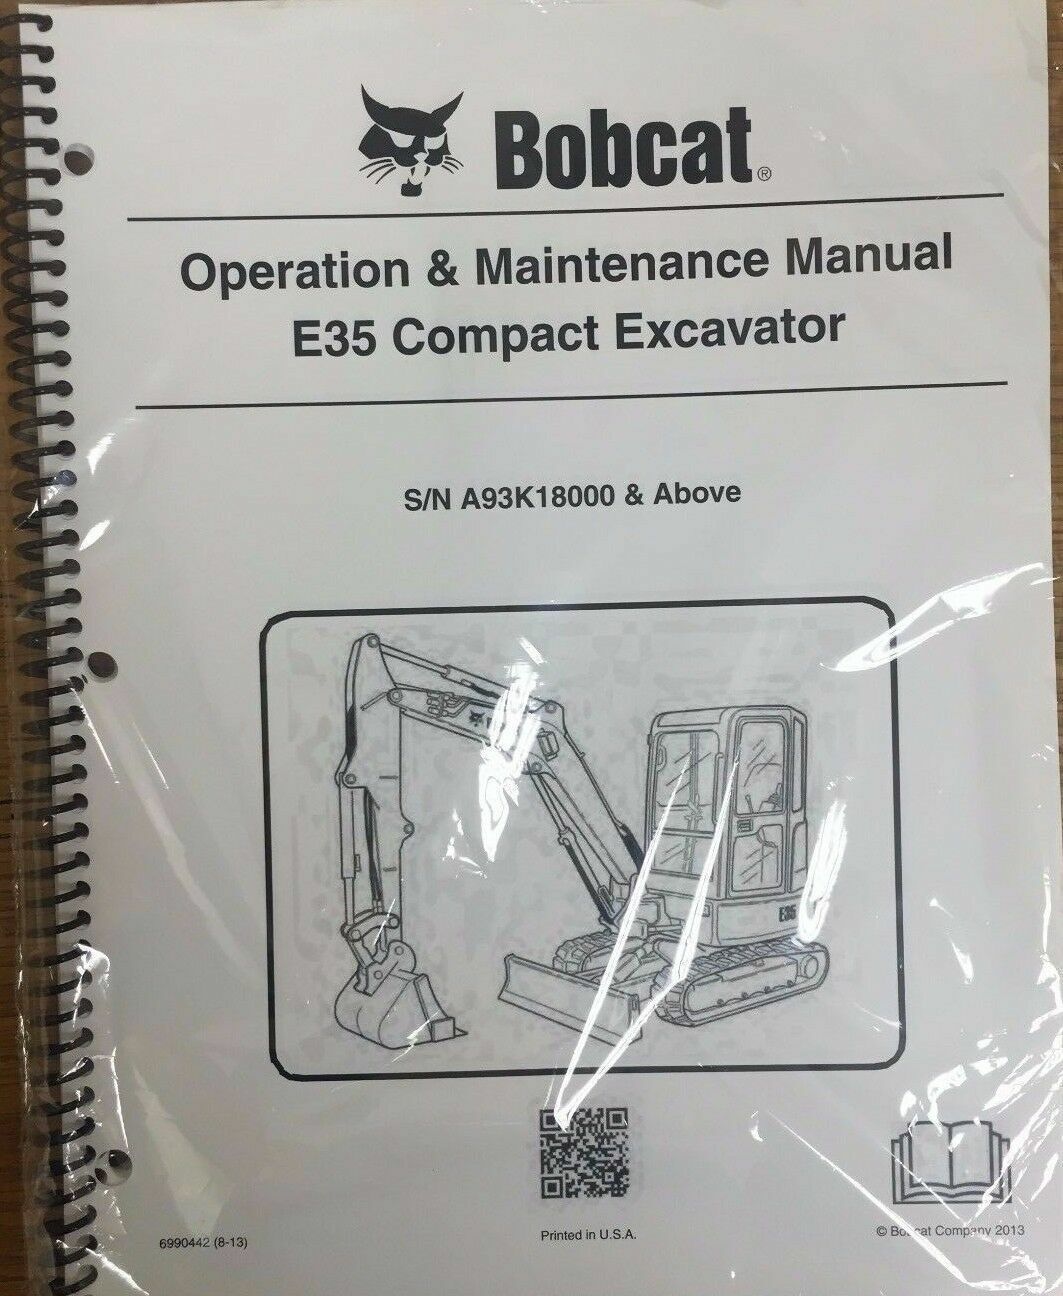 Bobcat®
Operation & Maintenance Manual
E35 Compact Excavator
S/N A93K18000 & Above
E35
6990442 (8-13)
Printed in U.S.A.
© Bobcat Company 2013